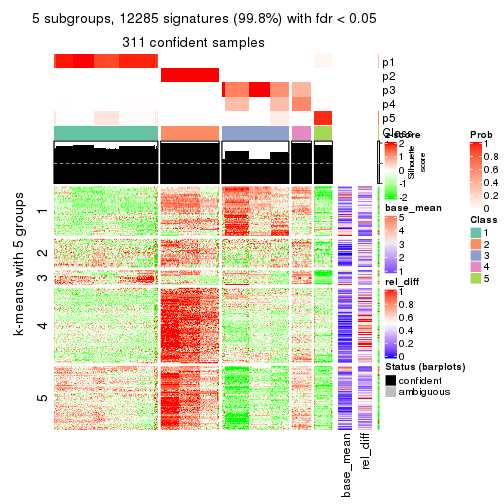 5 subgroups, 12285 signatures (99.8%) with fdr < 0.05
311 confident samples
p1
p2
p3
p4
p5
Class
Silhouette
score
k-means with 5 groups
1
2
3
4
5
base_mean
rel_diff
z-score
2
1
0
-1
-2
base_mean
5
4
3
2
1
rel_diff
1
0.8
0.6
0.4
0.2
0
Status (barplots)
confident
ambiguous
Prob
1
0.8
0.6
0.4
0.2
0
Class
1
2
3
4
5